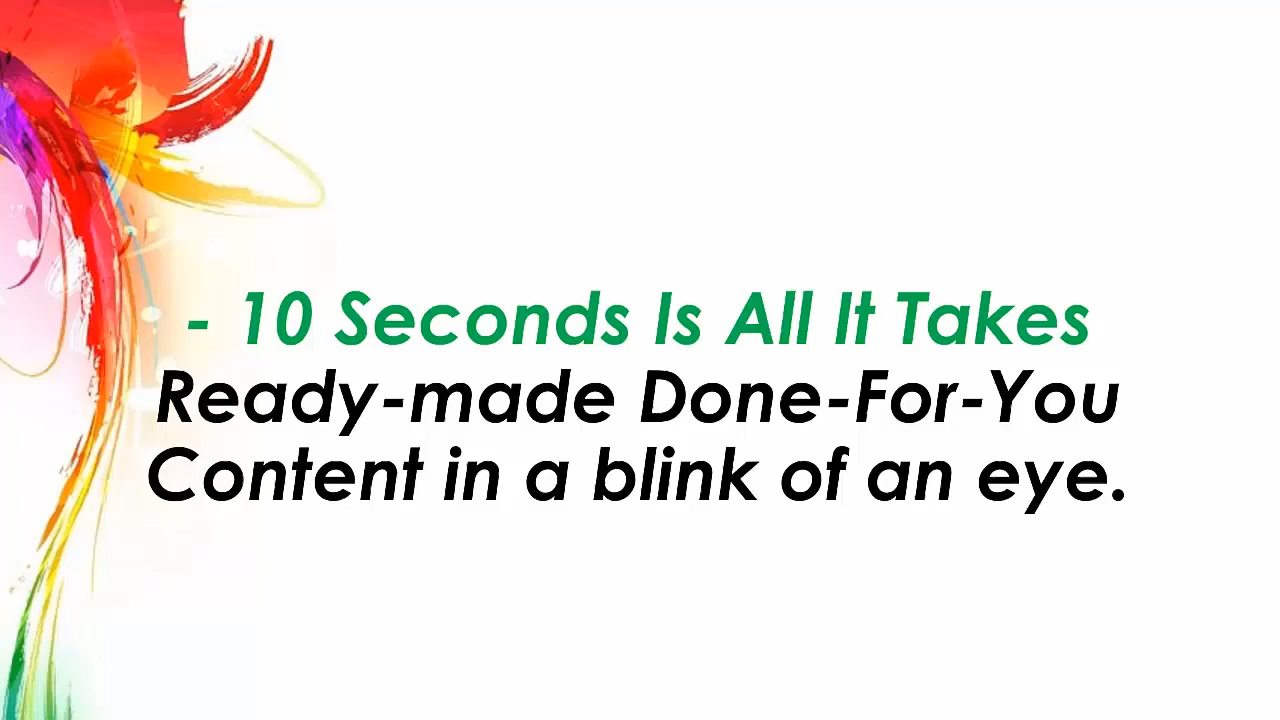 - 10 Seconds Is All It Takes
Ready-made Done-For-You
Content in a blink of an eye.